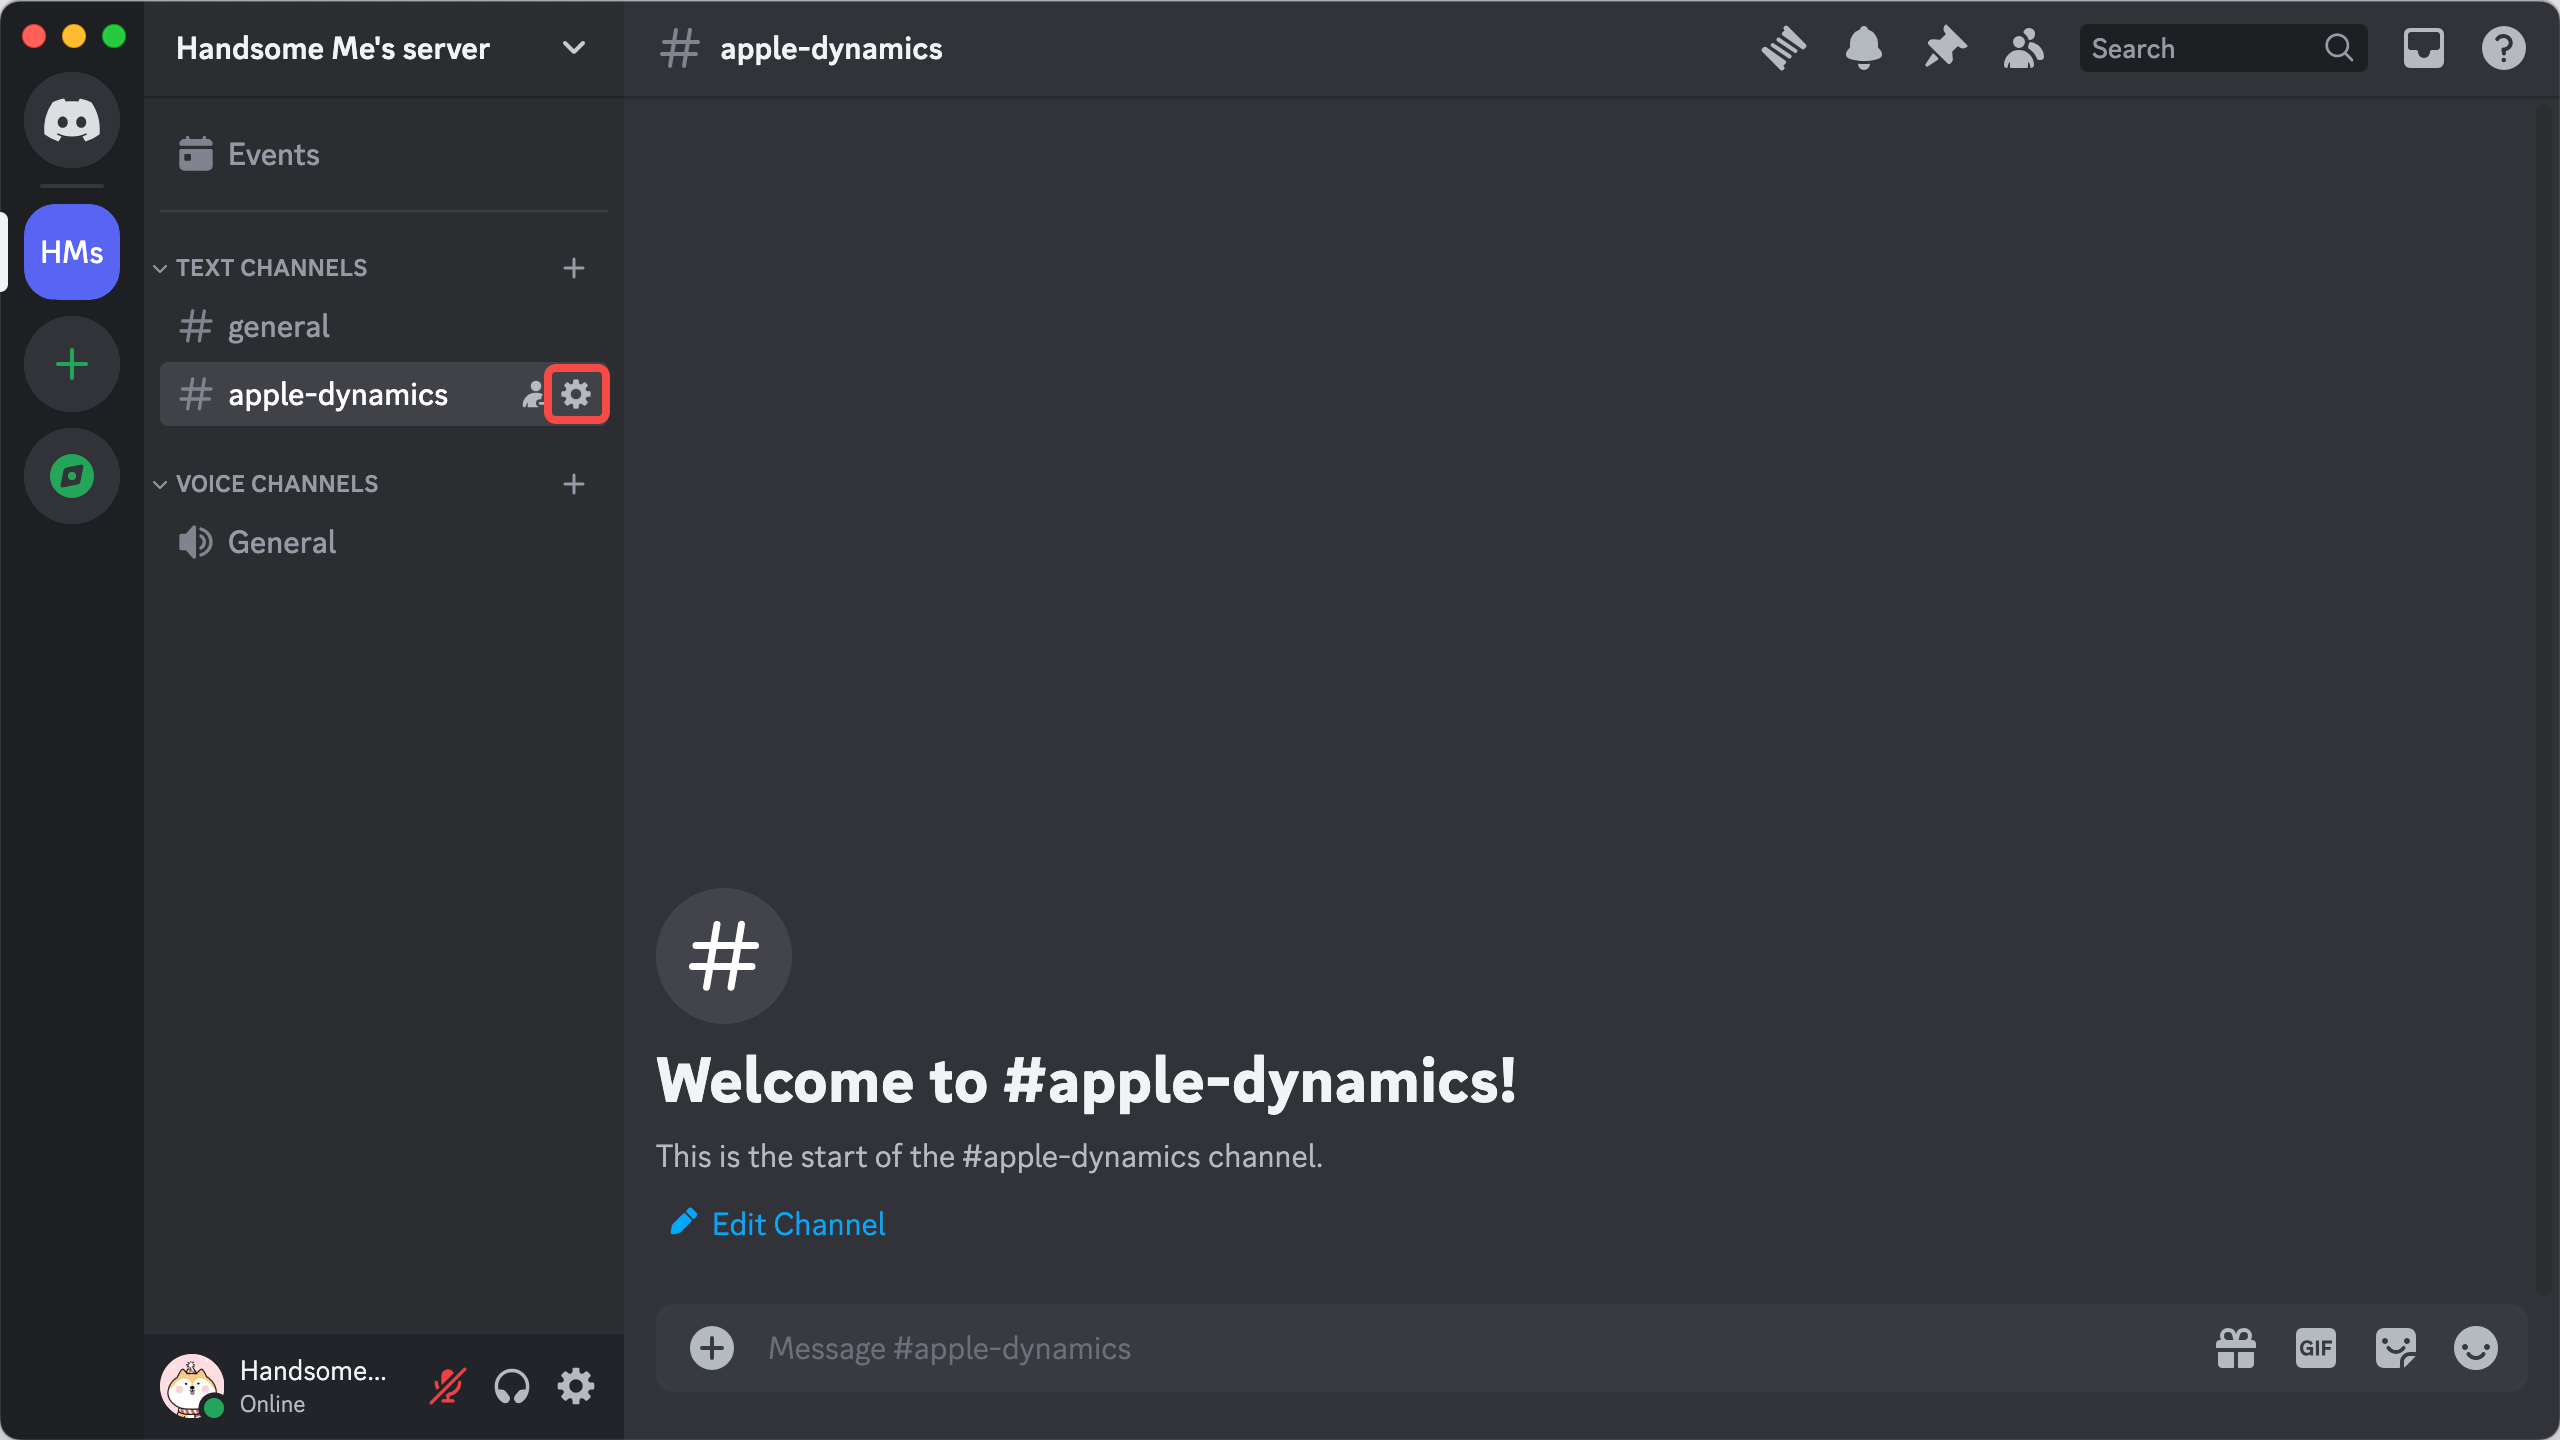 Handsome Me's server
apple-dynamics
Search
HMs
Events
TEXT CHANNELS
general
apple-dynamics
VOICE CHANNELS
General
Welcome to #apple-dynamics!
This is the start of the #apple-dynamics channel.
Edit Channel
Message #apple-dynamics
GIF
Handsome...
Online